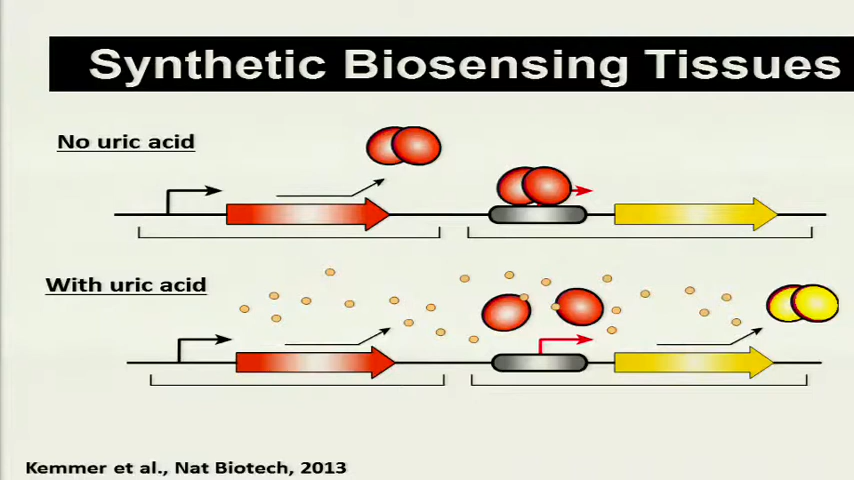 Synthetic Biosensing Tissues
No uric acid
With uric acid
Kemmer et al., Nat Biotech, 2013